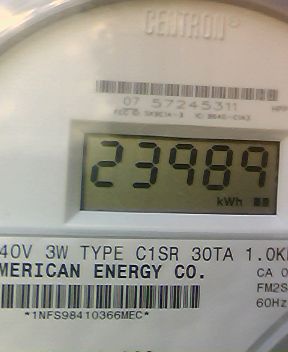 CENTRON
07 57245311
23989
kWh
40V 3W TYPE C1SR 30TA 1.0K
MERICAN ENERGY CO.
CA 0
FM2S
60Hz
*1NFS98410366MEC*